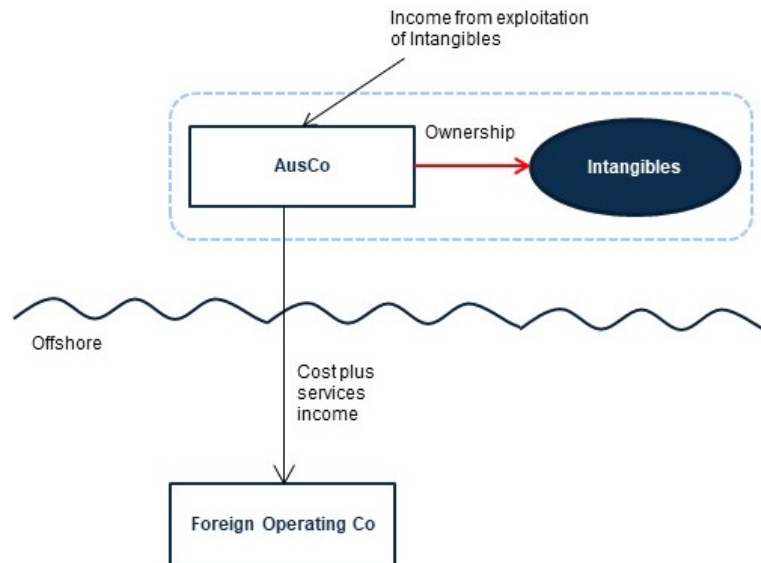 Income from exploitation
of Intangibles
Ownership
AusCo
Intangibles
Offshore
Cost plus
services
income
Foreign Operating Co